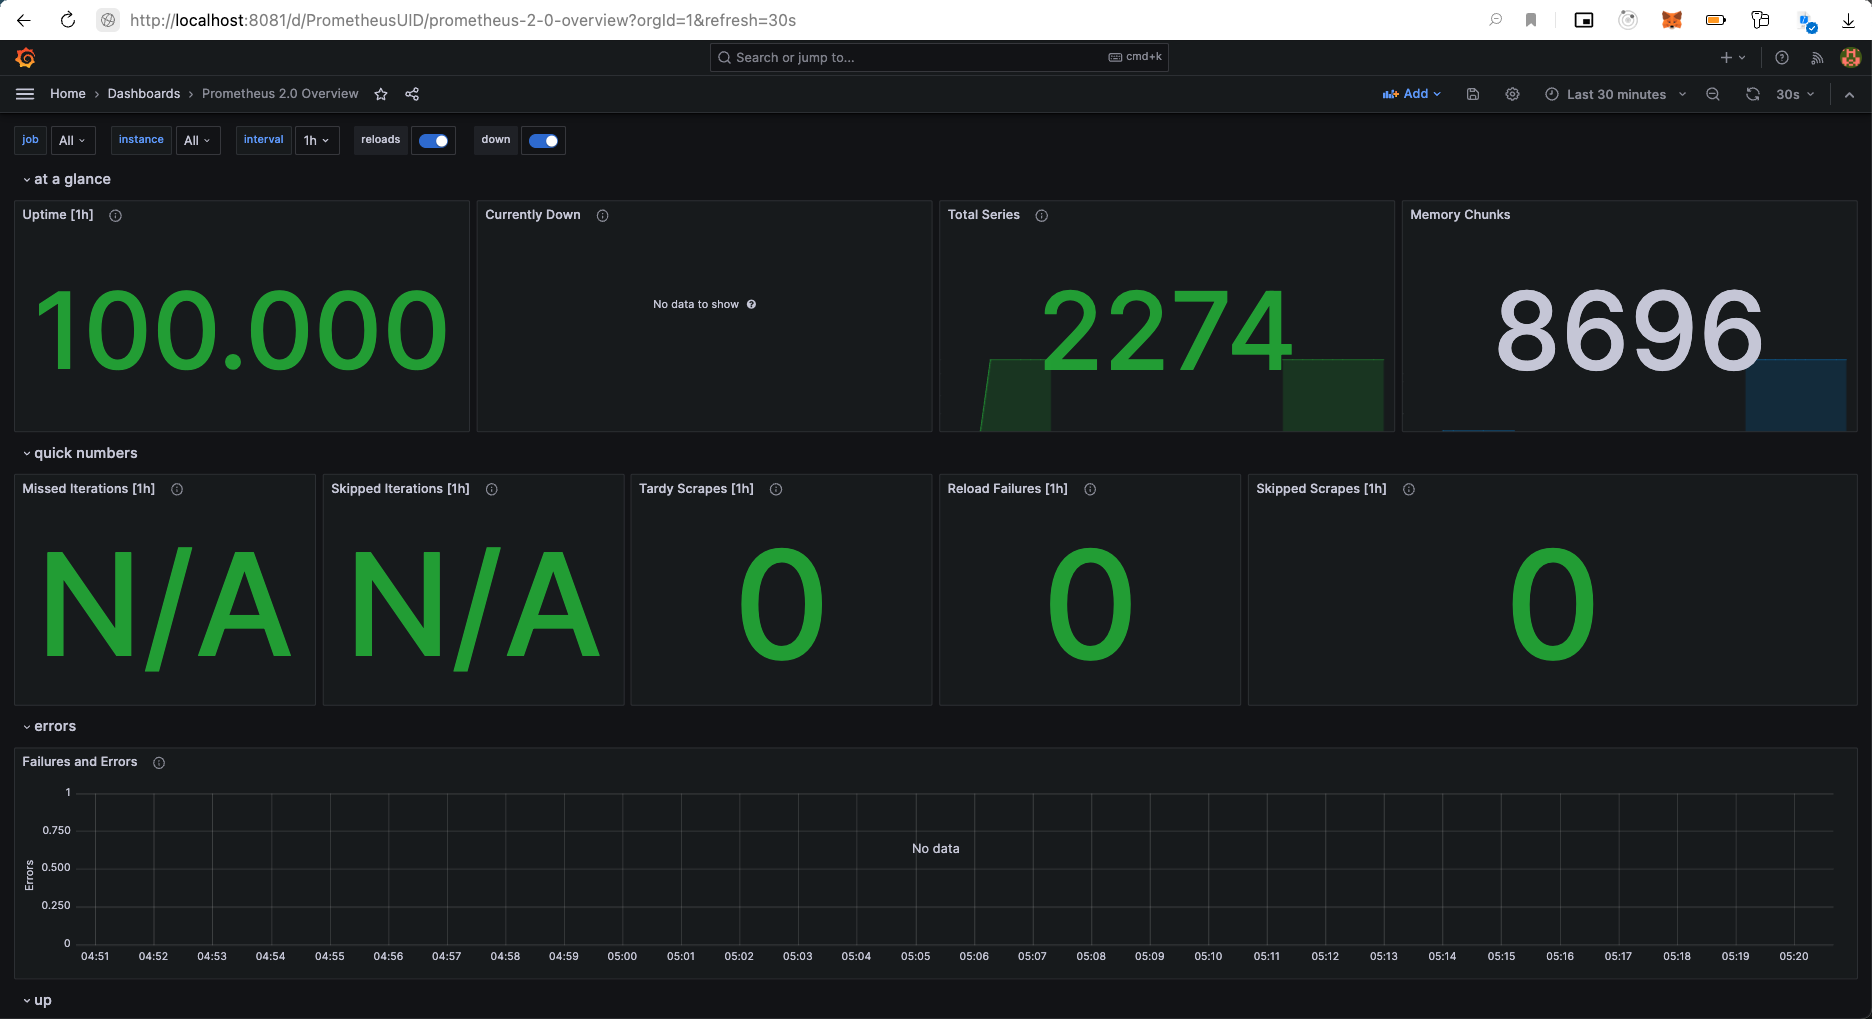 http://localhost:8081/d/PrometheusUID/prometheus-2-0-overview?orgId=1&refresh=30s
Search or jump to... cmd+k
Home › Dashboards › Prometheus 2.0 Overview Add Last 30 minutes 30s
job All instance All interval 1h reloads down
at a glance
Uptime [1h] Currently Down Total Series Memory Chunks
100.000 No data to show 2274 8696
quick numbers
Missed Iterations [1h] Skipped Iterations [1h] Tardy Scrapes [1h] Reload Failures [1h] Skipped Scrapes [1h]
N/A N/A 0 0 0
errors
Failures and Errors
1
0.750
No data
0.500
Errors
0.250
0
04:51 04:52 04:53 04:54 04:55 04:56 04:57 04:58 04:59 05:00 05:01 05:02 05:03 05:04 05:05 05:06 05:07 05:08 05:09 05:10 05:11 05:12 05:13 05:14 05:15 05:16 05:17 05:18 05:19 05:20
up